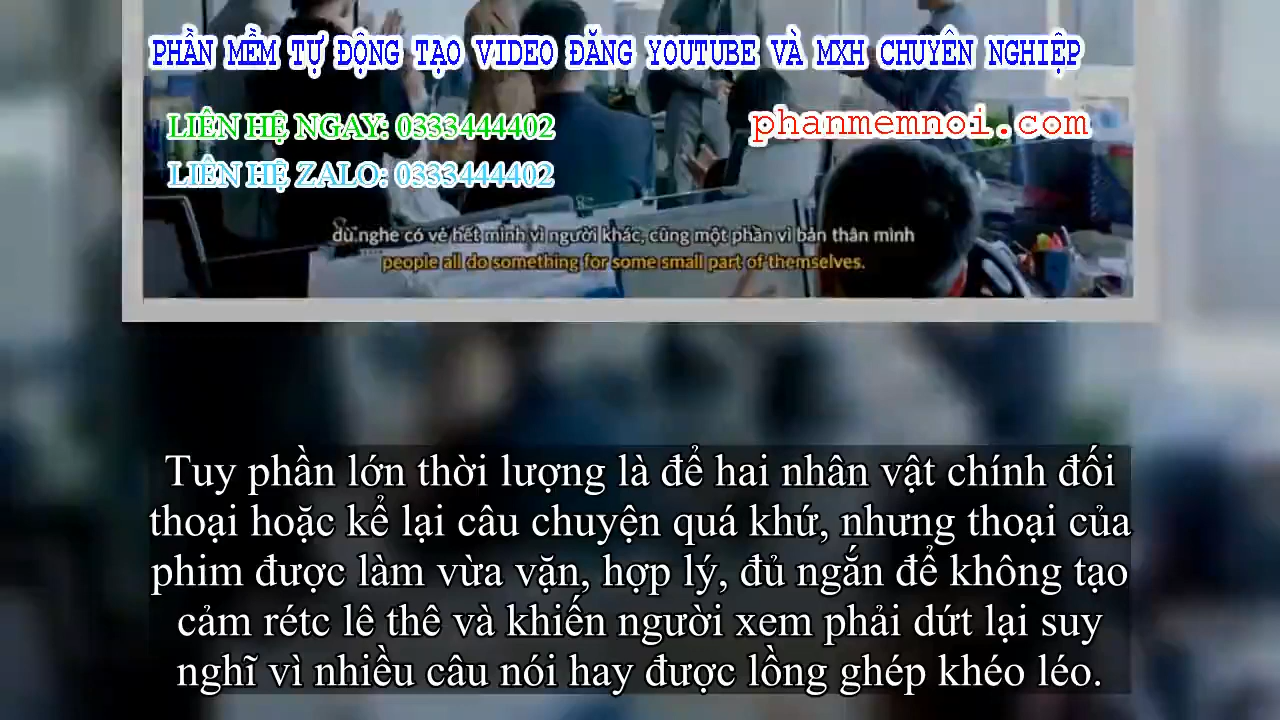 PHẦN MỀM TỰ ĐỘNG TẠO VIDEO ĐĂNG YOUTUBE VÀ MXH CHUYÊN NGHIỆP
LIÊN HỆ NGAY: 0333444402
phanmemnoi.com
LIÊN HỆ ZALO: 0333444402
dù nghe có vẻ hết mình vì người khác, cũng một phần vì bản thân mình
people all do something for some small part of themselves.
Tuy phần lớn thời lượng là để hai nhân vật chính đối
thoại hoặc kể lại câu chuyện quá khứ, nhưng thoại của
phim được làm vừa vặn, hợp lý, đủ ngắn để không tạo
cảm rétc lê thê và khiến người xem phải dứt lại suy
nghĩ vì nhiều câu nói hay được lồng ghép khéo léo.